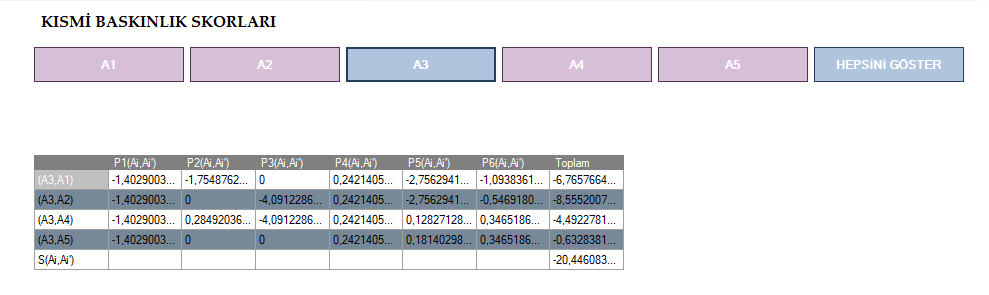 KISMİ BASKINLIK SKORLARI
A1 A2 A3 A4 A5 HEPSİNİ GÖSTER
P1(Ai,Ai') P2(Ai,Ai') P3(Ai,Ai') P4(Ai,Ai') P5(Ai,Ai') P6(Ai,Ai') Toplam
(A3,A1) -1,4029003... -1,7548762... 0 0,2421405... -2,7562941... -1,0938361... -6,7657664...
(A3,A2) -1,4029003... 0 -4,0912286... 0,2421405... -2,7562941... -0,5469180... -8,5552007...
(A3,A4) -1,4029003... 0,28492036... -4,0912286... 0,2421405... 0,12827128... 0,3465186... -4,4922781...
(A3,A5) -1,4029003... 0 0 0,2421405... 0,18140298... 0,3465186... -0,6328381...
S(Ai,Ai') -20,446083...